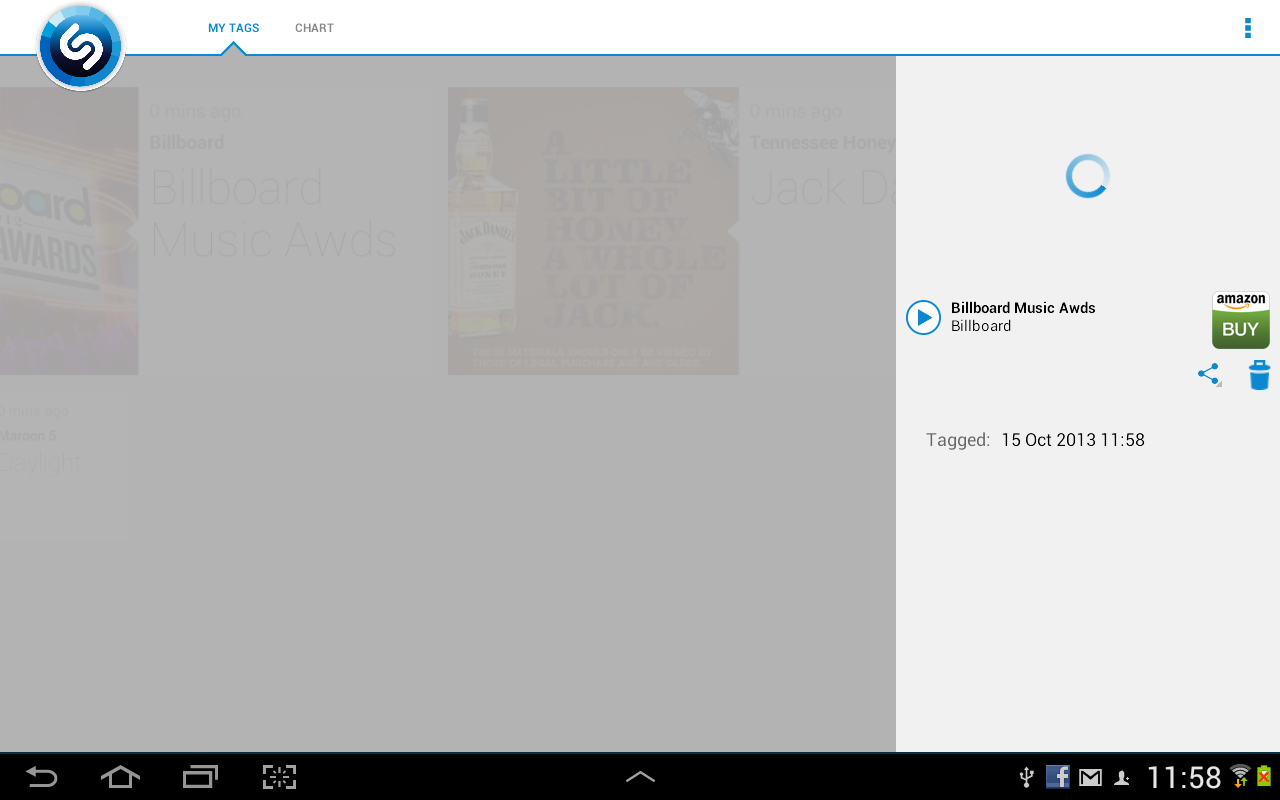 MY TAGS
CHART
0 mins ago
Billboard
Billboard
Music Awds
AWARDS
A
LITTLE
BIT OF
HONEY.
A WHOLE
LOT OF
JACK.
JACK DANIEL'S
HONEY
0 mins ago
Tennessee Honey
Jack Da
0 mins ago
Maroon 5
Daylight
Billboard Music Awds
Billboard
amazon
BUY
Tagged: 15 Oct 2013 11:58
11:58